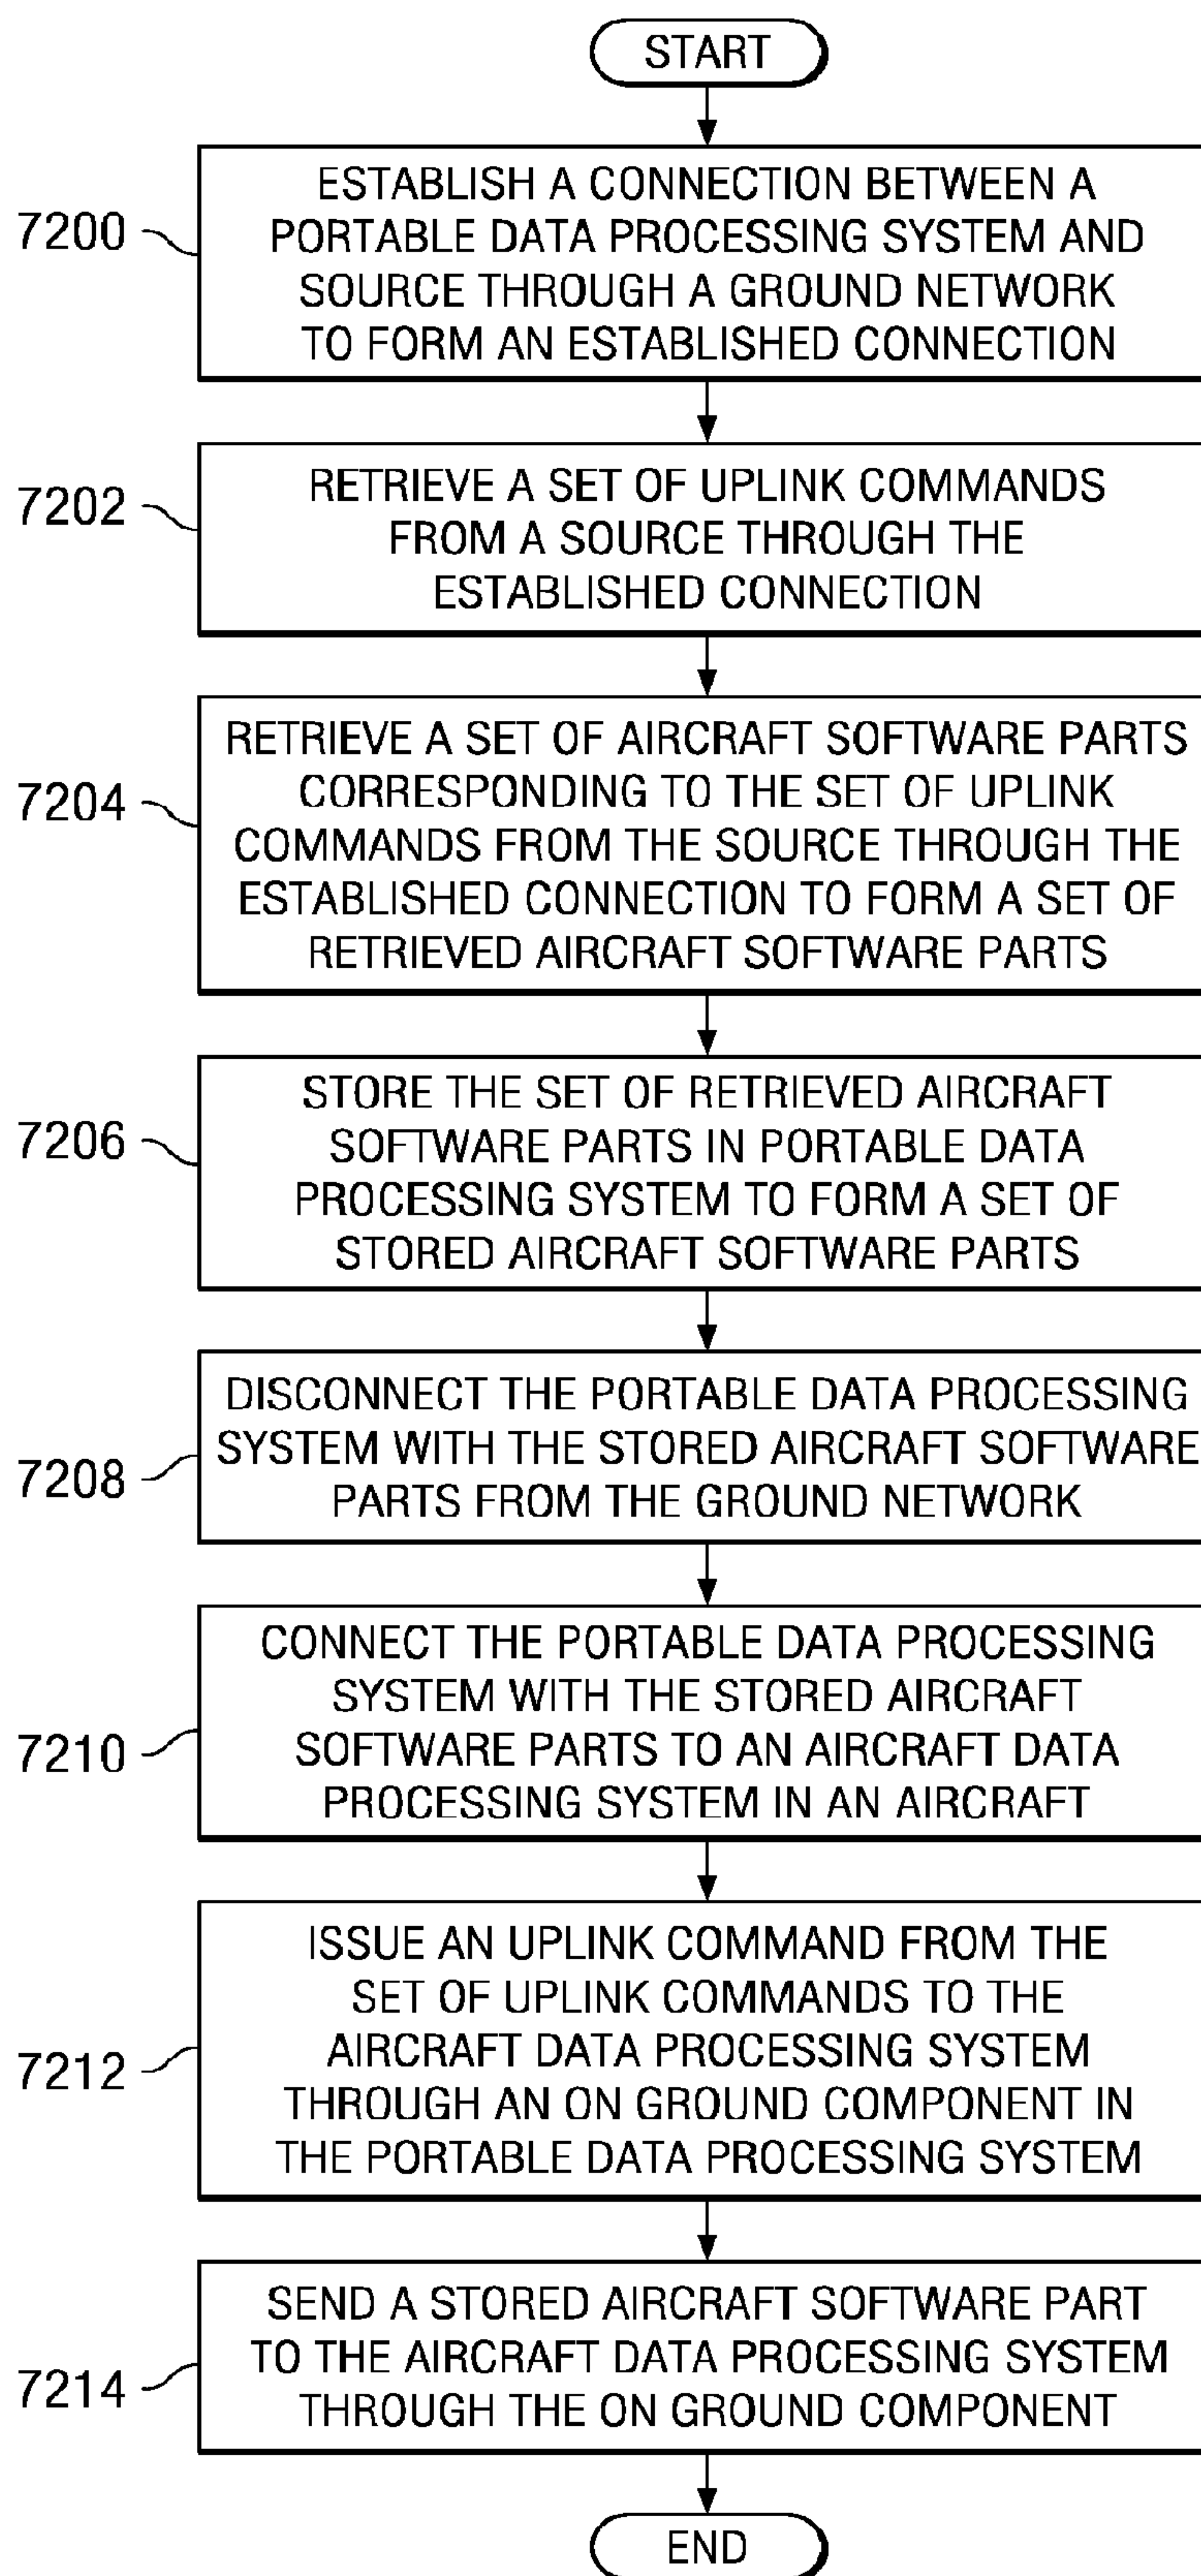 START
7200
ESTABLISH A CONNECTION BETWEEN A
PORTABLE DATA PROCESSING SYSTEM AND
SOURCE THROUGH A GROUND NETWORK
TO FORM AN ESTABLISHED CONNECTION
7202
RETRIEVE A SET OF UPLINK COMMANDS
FROM A SOURCE THROUGH THE
ESTABLISHED CONNECTION
7204
RETRIEVE A SET OF AIRCRAFT SOFTWARE PARTS
CORRESPONDING TO THE SET OF UPLINK
COMMANDS FROM THE SOURCE THROUGH THE
ESTABLISHED CONNECTION TO FORM A SET OF
RETRIEVED AIRCRAFT SOFTWARE PARTS
7206
STORE THE SET OF RETRIEVED AIRCRAFT
SOFTWARE PARTS IN PORTABLE DATA
PROCESSING SYSTEM TO FORM A SET OF
STORED AIRCRAFT SOFTWARE PARTS
7208
DISCONNECT THE PORTABLE DATA PROCESSING
SYSTEM WITH THE STORED AIRCRAFT SOFTWARE
PARTS FROM THE GROUND NETWORK
7210
CONNECT THE PORTABLE DATA PROCESSING
SYSTEM WITH THE STORED AIRCRAFT
SOFTWARE PARTS TO AN AIRCRAFT DATA
PROCESSING SYSTEM IN AN AIRCRAFT
7212
ISSUE AN UPLINK COMMAND FROM THE
SET OF UPLINK COMMANDS TO THE
AIRCRAFT DATA PROCESSING SYSTEM
THROUGH AN ON GROUND COMPONENT IN
THE PORTABLE DATA PROCESSING SYSTEM
7214
SEND A STORED AIRCRAFT SOFTWARE PART
TO THE AIRCRAFT DATA PROCESSING SYSTEM
THROUGH THE ON GROUND COMPONENT
END